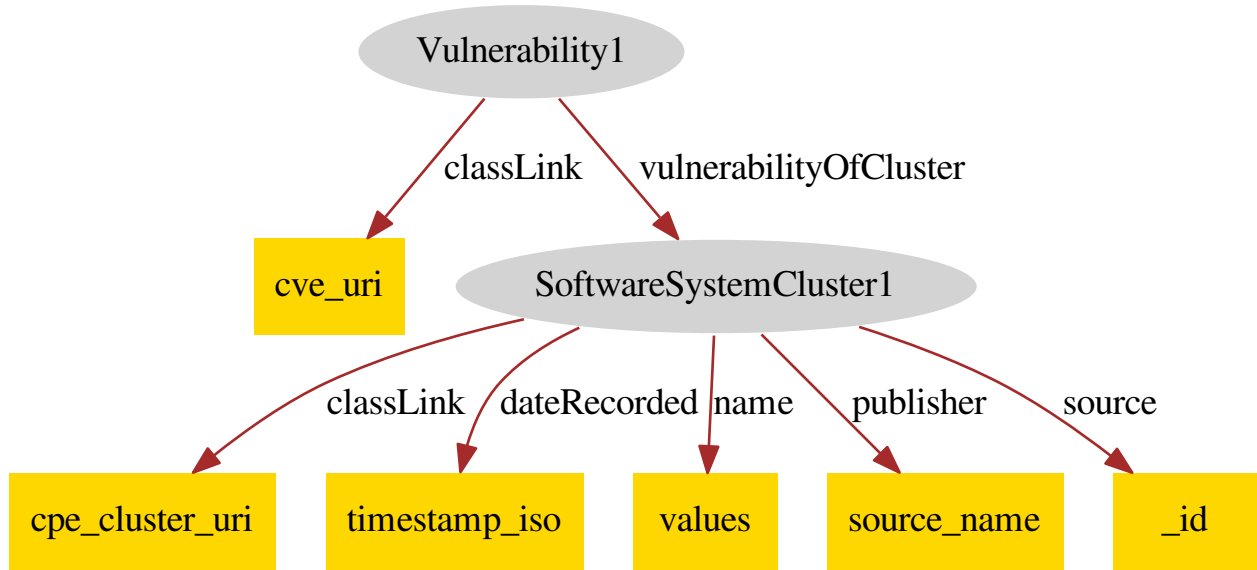 Vulnerability1
classLink
vulnerabilityOfCluster
cve_uri
SoftwareSystemCluster1
classLink
dateRecorded
name
publisher
source
cpe_cluster_uri
timestamp_iso
values
source_name
_id